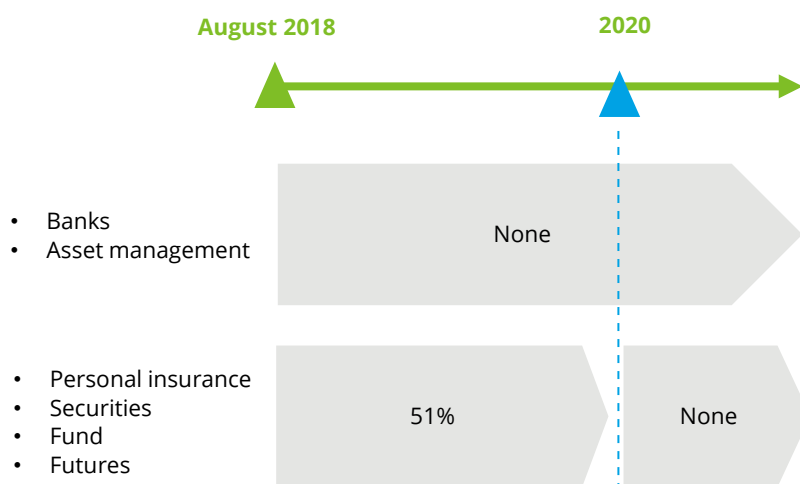 August 2018
2020
• Banks
• Asset management
None
• Personal insurance
• Securities
• Fund
• Futures
51%
None